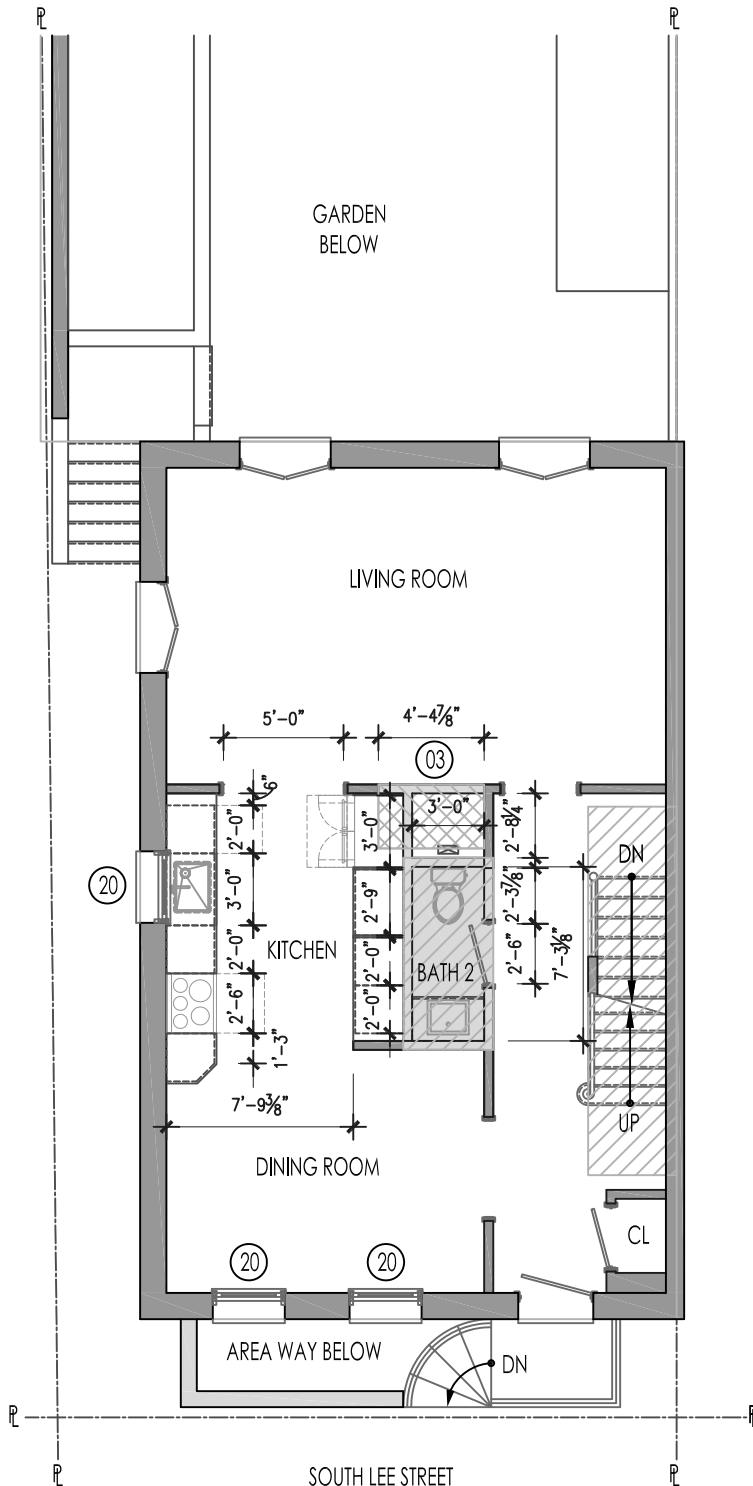 PL
PL
GARDEN
BELOW
LIVING ROOM
5'-0"
4'-4⅞"
03
6"
2'-0"
3'-0"
3'-0"
2'-8¼"
DN
20
3'-0"
2'-9"
2'-3⅞"
KITCHEN
2'-0"
2'-0"
BATH 2
2'-6"
7'-3⅜"
2'-6"
2'-0"
1'-3"
7'-9⅜"
UP
DINING ROOM
CL
20
20
AREA WAY BELOW
DN
PL
PL
PL
SOUTH LEE STREET
PL